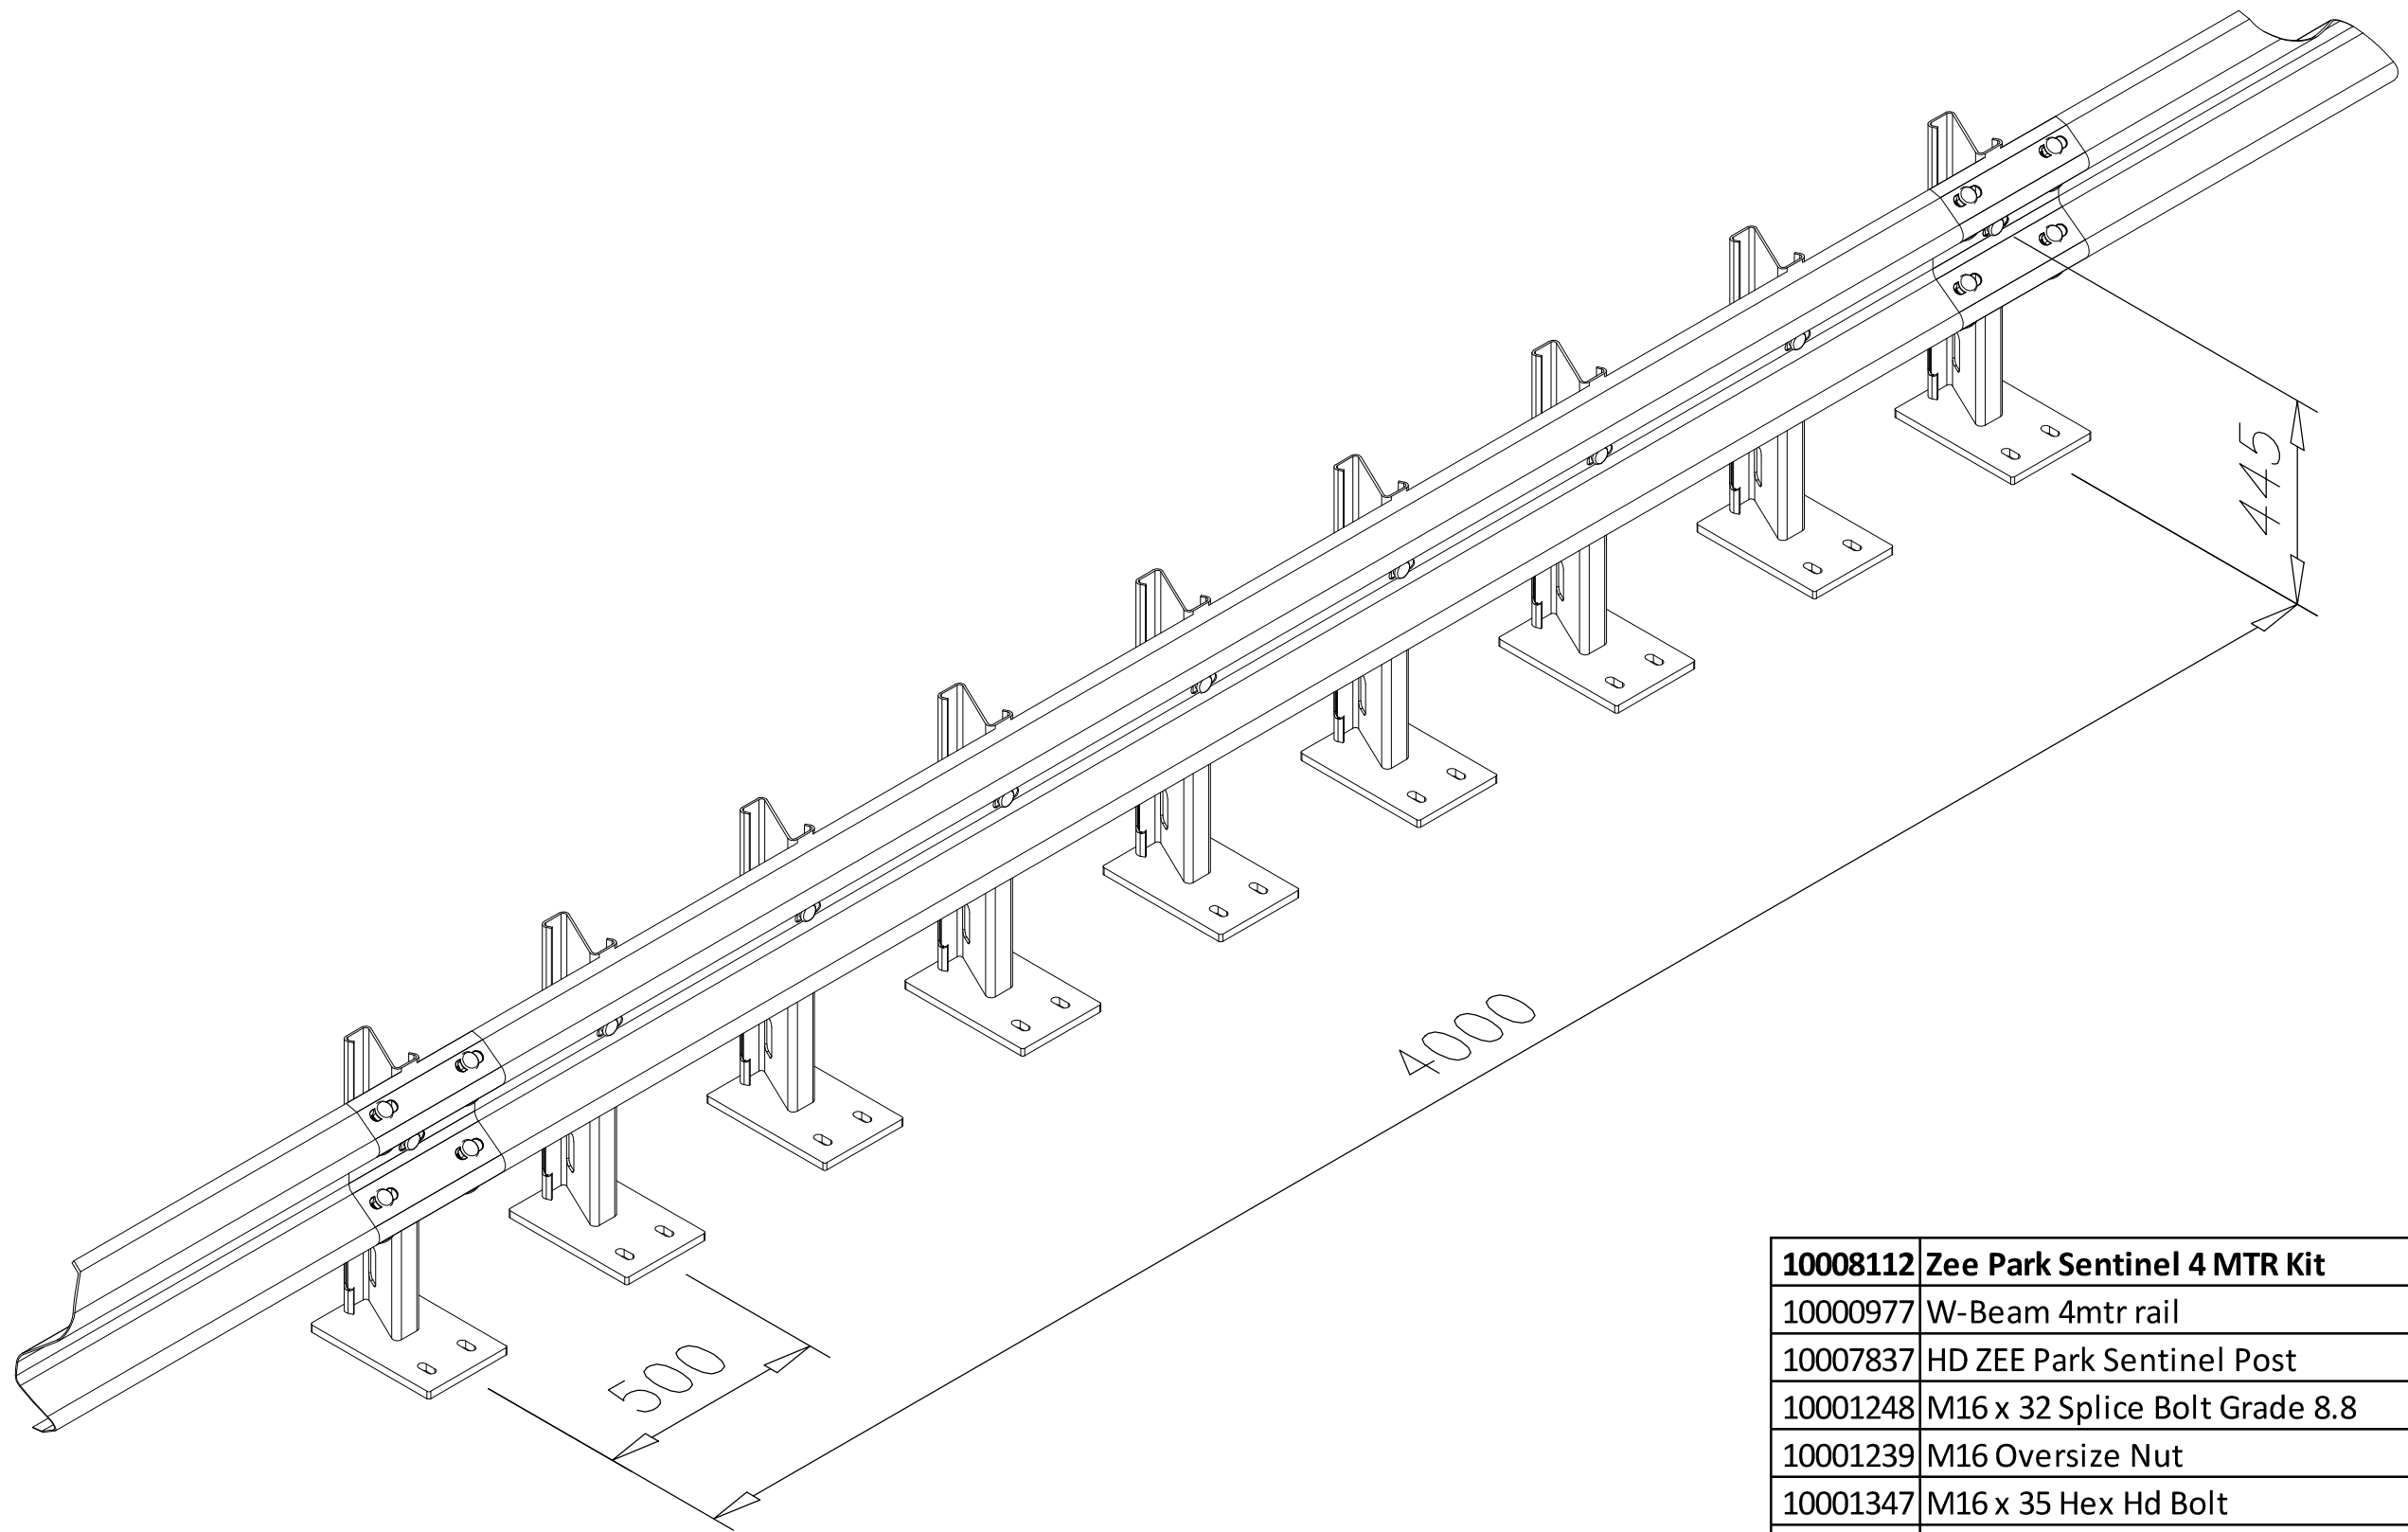 445
4000
500
10008112 Zee Park Sentinel 4 MTR Kit
10000977 W-Beam 4mtr rail
10007837 HD ZEE Park Sentinel Post
10001248 M16 x 32 Splice Bolt Grade 8.8
10001239 M16 Oversize Nut
10001347 M16 x 35 Hex Hd Bolt